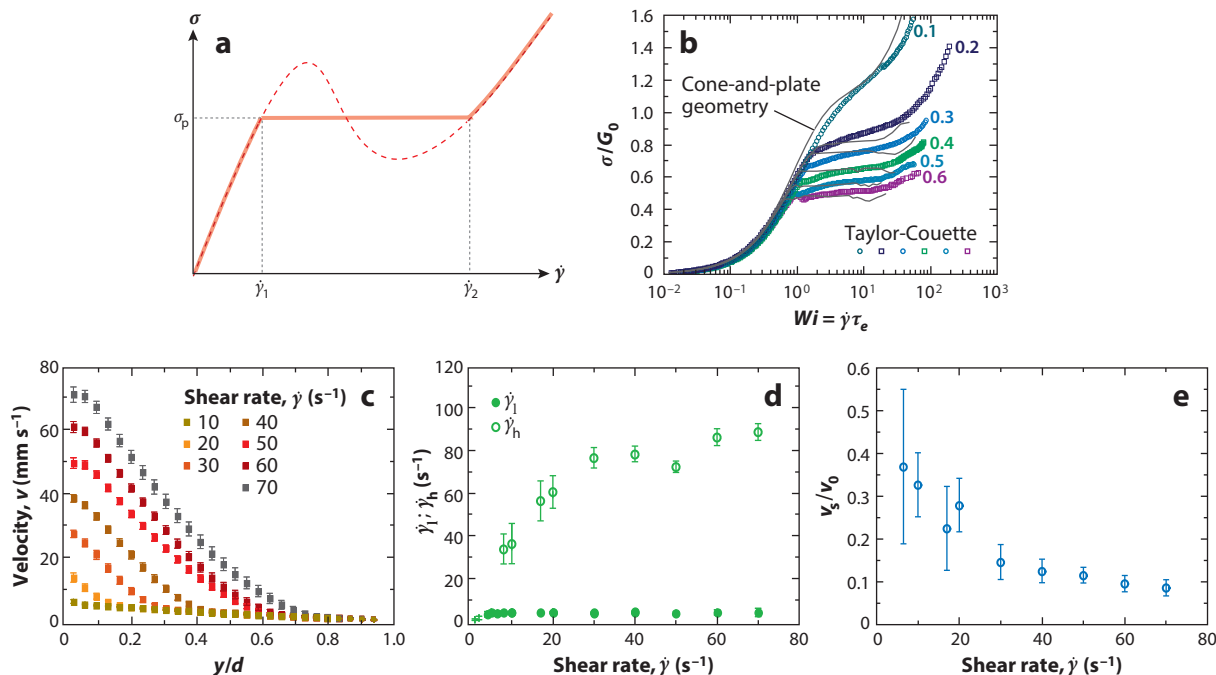 a
σ
σp
γ̇1
γ̇2
γ̇
b
σ/G0
1.6
1.4
1.2
1.0
0.8
0.6
0.4
0.2
0
Cone-and-plate
geometry
0.1
0.2
0.3
0.4
0.5
0.6
Taylor-Couette
10−2
10−1
100
101
102
103
Wi = γ̇τe
c
Velocity, v (mm s−1)
80
70
60
50
40
30
20
10
0
Shear rate, γ̇ (s−1)
10 40
20 50
30 60
70
0 0.2 0.4 0.6 0.8 1.0
y/d
d
γ̇l ; γ̇h (s−1)
120
100
80
60
40
20
0
γ̇l
γ̇h
0 20 40 60 80
Shear rate, γ̇ (s−1)
e
vs/v0
0.6
0.5
0.4
0.3
0.2
0.1
0
0 20 40 60 80
Shear rate, γ̇ (s−1)